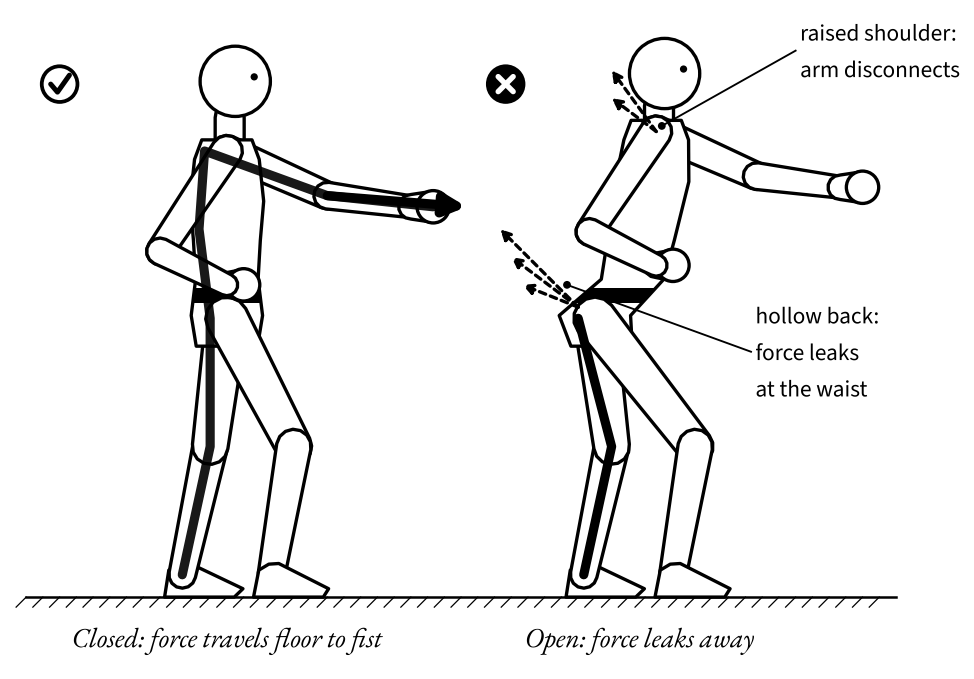 raised shoulder:
arm disconnects
hollow back:
force leaks
at the waist
Closed: force travels floor to fist
Open: force leaks away